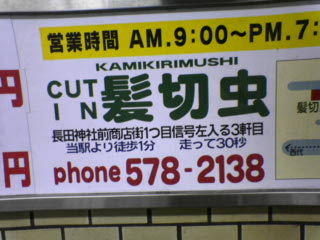 営業時間 AM.9:00～PM.7:
KAMIKIRIMUSHI
CUT IN 髪切虫
長田神社前商店街1つ目信号左入る3軒目
当駅より徒歩1分 走って30秒
phone 578-2138
円
円
髪切